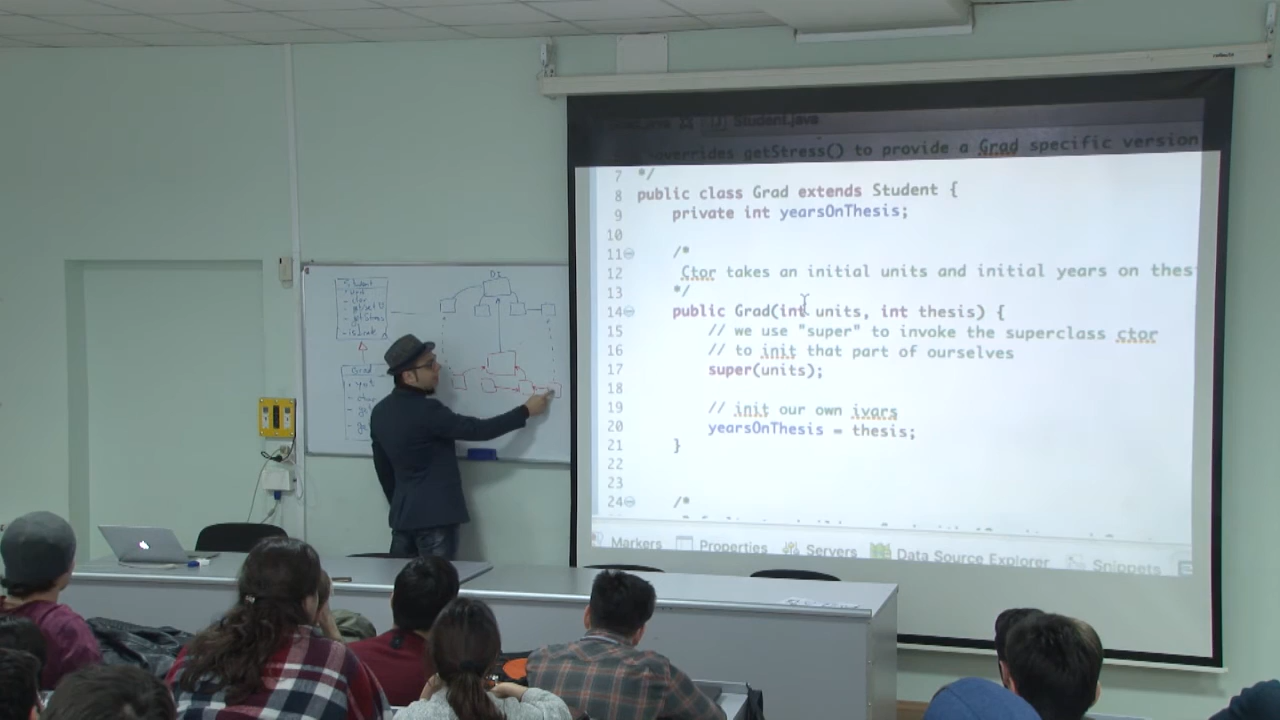 Student.java
overrides getStress() to provide a Grad specific version
7 */
8 public class Grad extends Student {
9 private int yearsOnThesis;
10
11 /*
12 Ctor takes an initial units and initial years on thes
13 */
14 public Grad(int units, int thesis) {
15 // we use "super" to invoke the superclass ctor
16 // to init that part of ourselves
17 super(units);
18
19 // init our own ivars
20 yearsOnThesis = thesis;
21 }
22
23
24 /*
Markers Properties Servers Data Source Explorer Snippets
Student
Grad